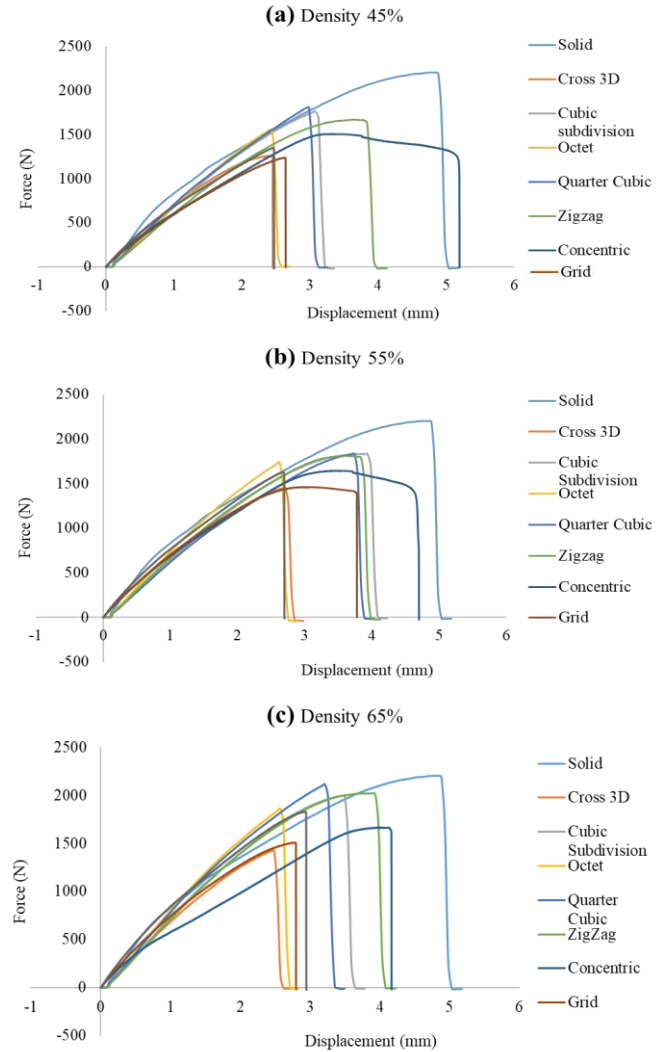 (a) Density 45%
2500
2000
1500
1000
500
0
-500
-1
0
1
2
3
4
5
6
Force (N)
Displacement (mm)
Solid
Cross 3D
Cubic
subdivision
Octet
Quarter Cubic
Zigzag
Concentric
Grid
(b) Density 55%
2500
2000
1500
1000
500
0
-500
-1
0
1
2
3
4
5
6
Force (N)
Displacement (mm)
Solid
Cross 3D
Cubic
Subdivision
Octet
Quarter Cubic
Zigzag
Concentric
Grid
(c) Density 65%
2500
2000
1500
1000
500
0
-500
-1
0
1
2
3
4
5
6
Force (N)
Displacement (mm)
Solid
Cross 3D
Cubic
Subdivision
Octet
Quarter
Cubic
ZigZag
Concentric
Grid